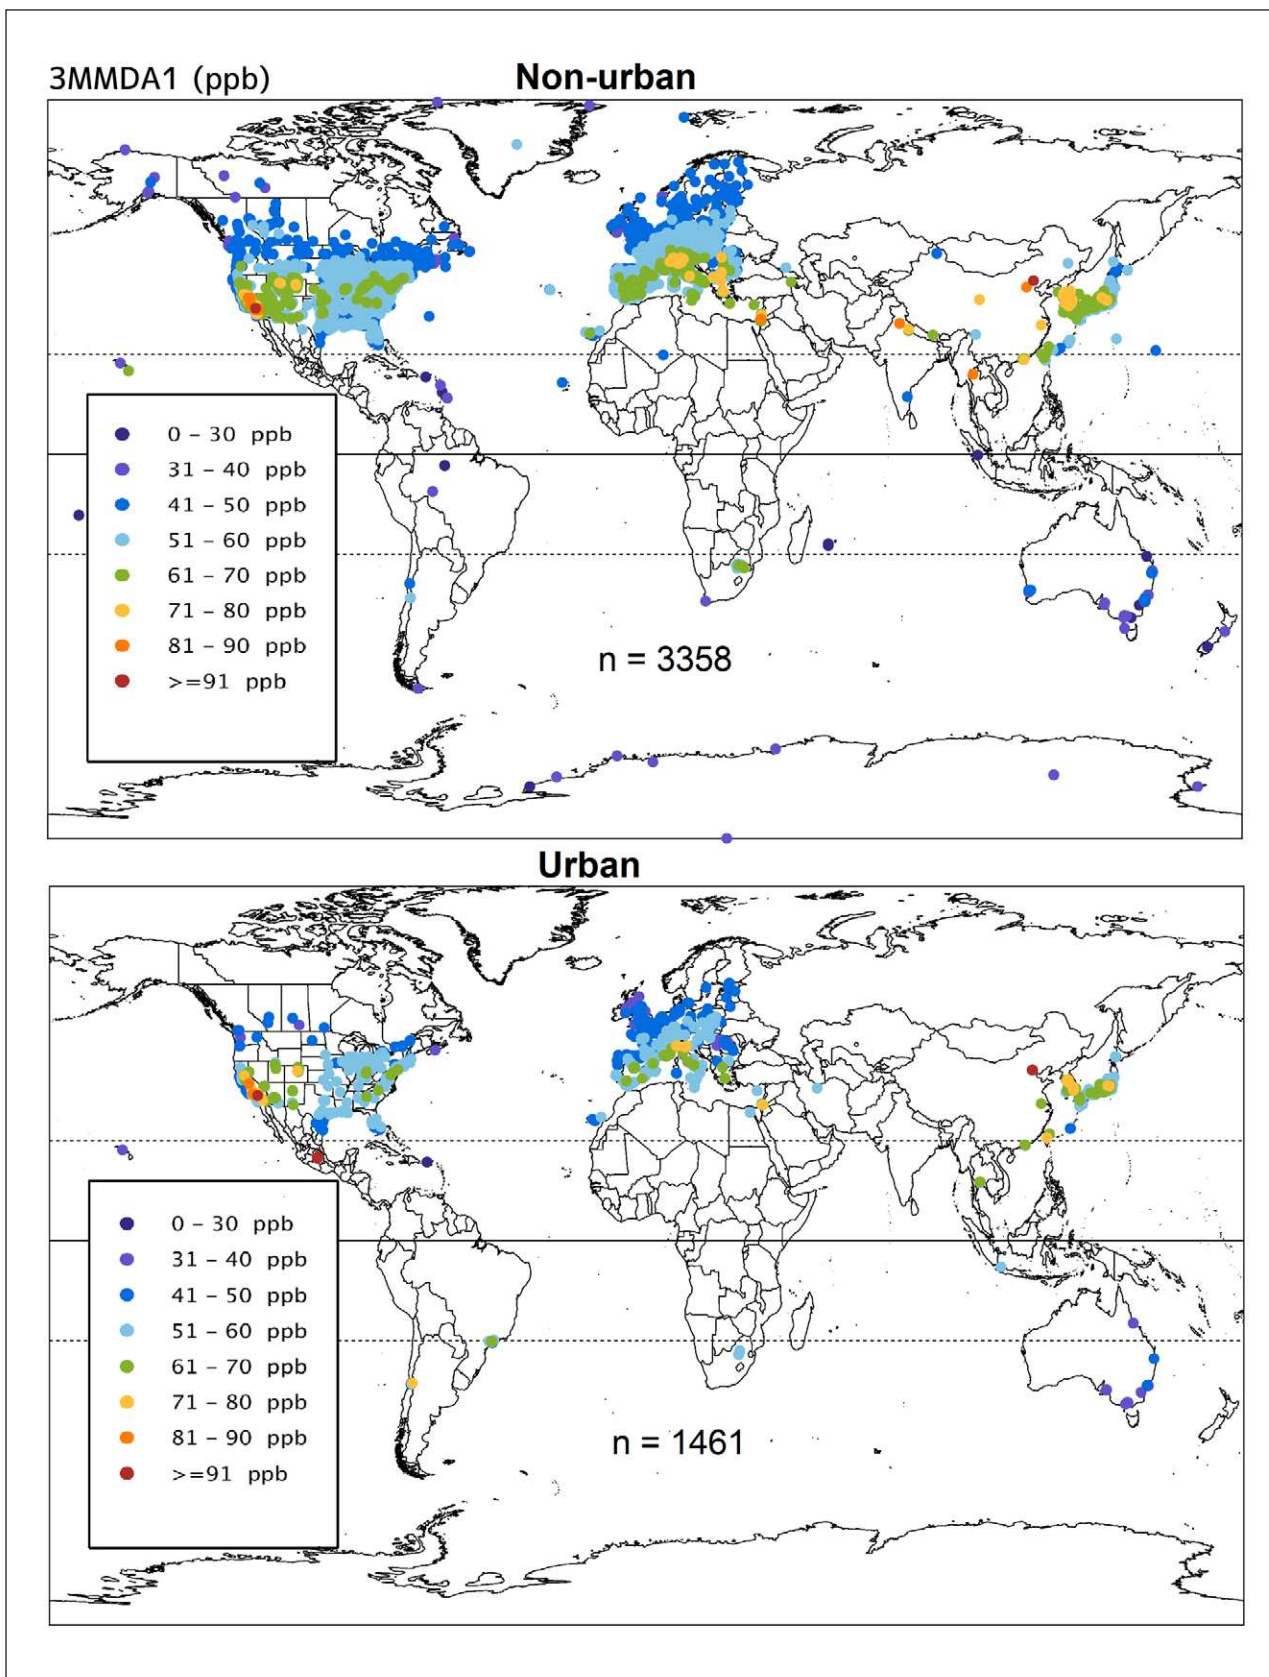 3MMDA1 (ppb)
Non-urban
0 – 30 ppb
31 – 40 ppb
41 – 50 ppb
51 – 60 ppb
61 – 70 ppb
71 – 80 ppb
81 – 90 ppb
>=91 ppb
n = 3358
Urban
0 – 30 ppb
31 – 40 ppb
41 – 50 ppb
51 – 60 ppb
61 – 70 ppb
71 – 80 ppb
81 – 90 ppb
>=91 ppb
n = 1461